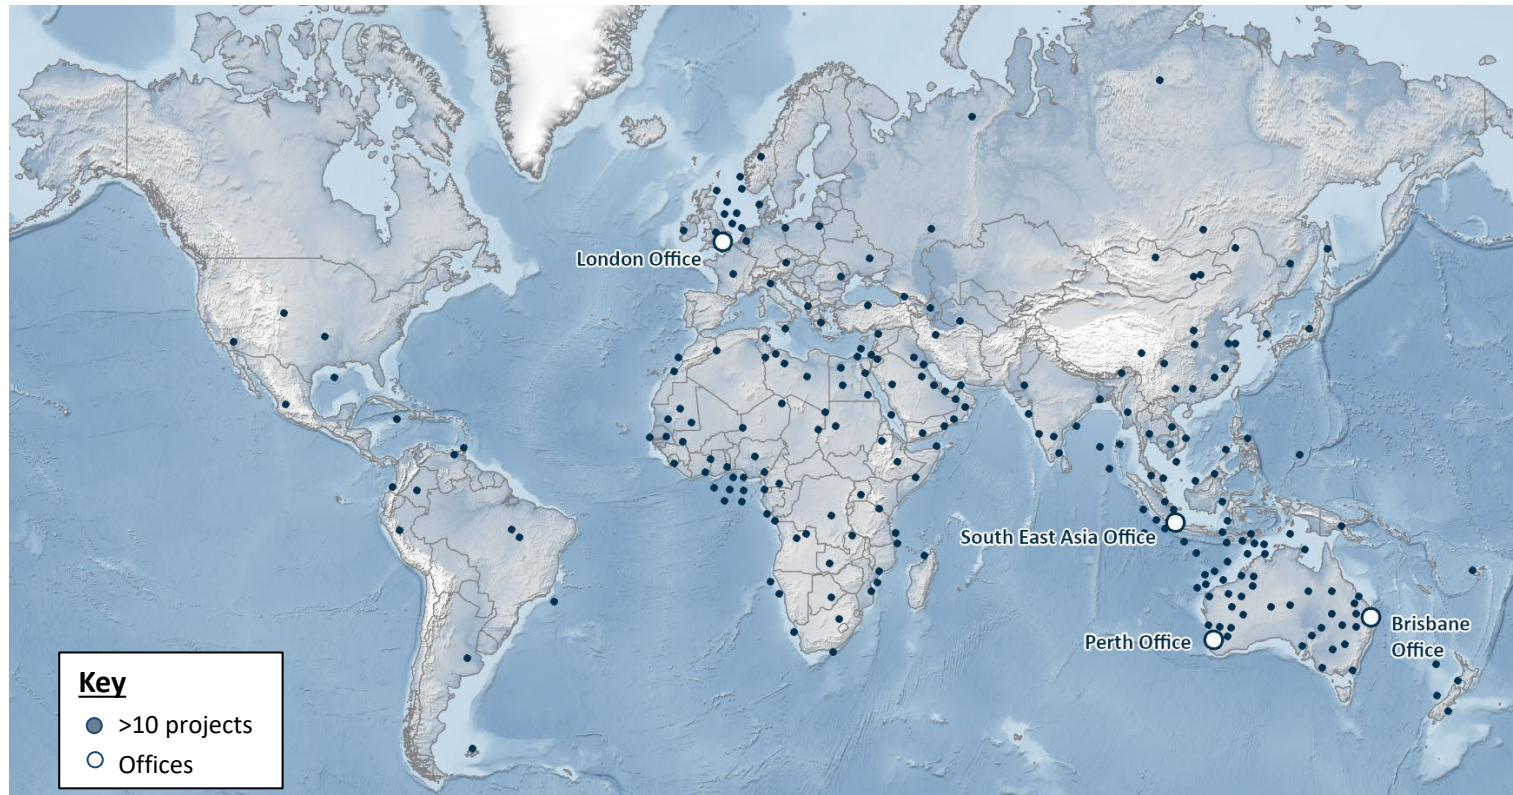 London Office
South East Asia Office
Perth Office
Brisbane
Office
Key
>10 projects
Offices